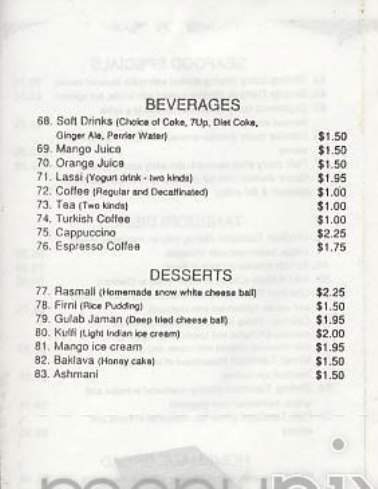 BEVERAGES
68. Soft Drinks (Choice of Coke, 7Up, Diet Coke,
Ginger Ale, Perrier Water) $1.50
69. Mango Juice $1.50
70. Orange Juice $1.50
71. Lassi (Yogurt drink - two kinds) $1.95
72. Coffee (Regular and Decaffinated) $1.00
73. Tea (Two kinds) $1.00
74. Turkish Coffee $1.00
75. Cappuccino $2.25
76. Espresso Coffee $1.75
DESSERTS
77. Rasmali (Homemade snow white cheese ball) $2.25
78. Firni (Rice Pudding) $1.50
79. Gulab Jaman (Deep fried cheese ball) $1.95
80. Kulfi (Light Indian ice cream) $2.00
81. Mango ice cream $1.95
82. Baklava (Honey cake) $1.50
83. Ashmani $1.50